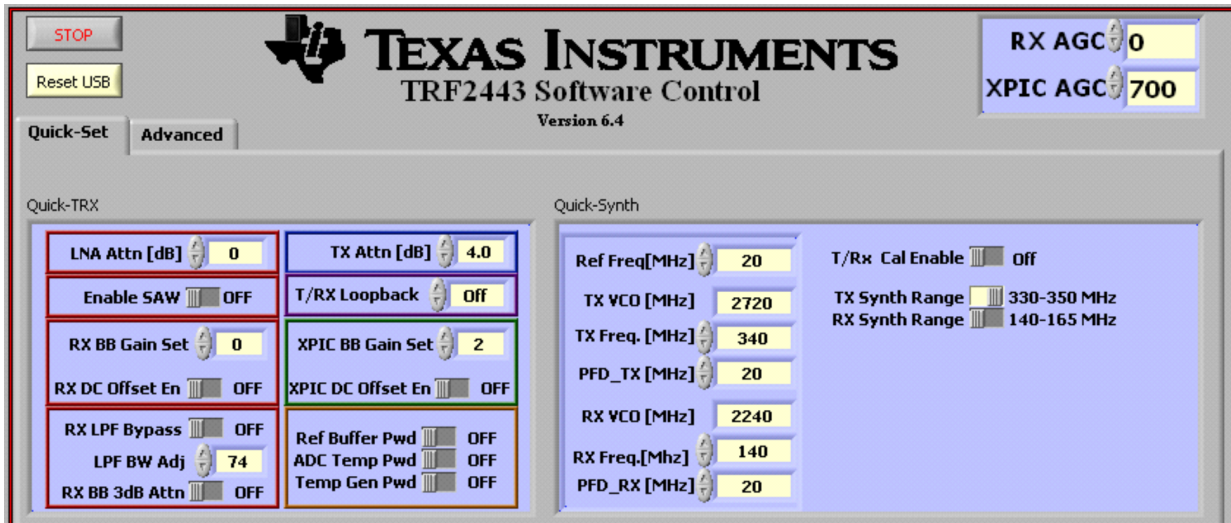 STOP
Reset USB
TEXAS INSTRUMENTS
TRF2443 Software Control
Version 6.4
RX AGC 0
XPIC AGC 700
Quick-Set Advanced
Quick-TRX
LNA Attn [dB] 0
TX Attn [dB] 4.0
Enable SAW OFF
T/RX Loopback Off
RX BB Gain Set 0
XPIC BB Gain Set 2
RX DC Offset En OFF
XPIC DC Offset En OFF
RX LPF Bypass OFF
LPF BW Adj 74
RX BB 3dB Attn OFF
Ref Buffer Pwd OFF
ADC Temp Pwd OFF
Temp Gen Pwd OFF
Quick-Synth
Ref Freq[MHz] 20
TX VCO [MHz] 2720
TX Freq. [MHz] 340
PFD_TX [MHz] 20
RX VCO [MHz] 2240
RX Freq.[Mhz] 140
PFD_RX [MHz] 20
T/Rx Cal Enable Off
TX Synth Range 330-350 MHz
RX Synth Range 140-165 MHz